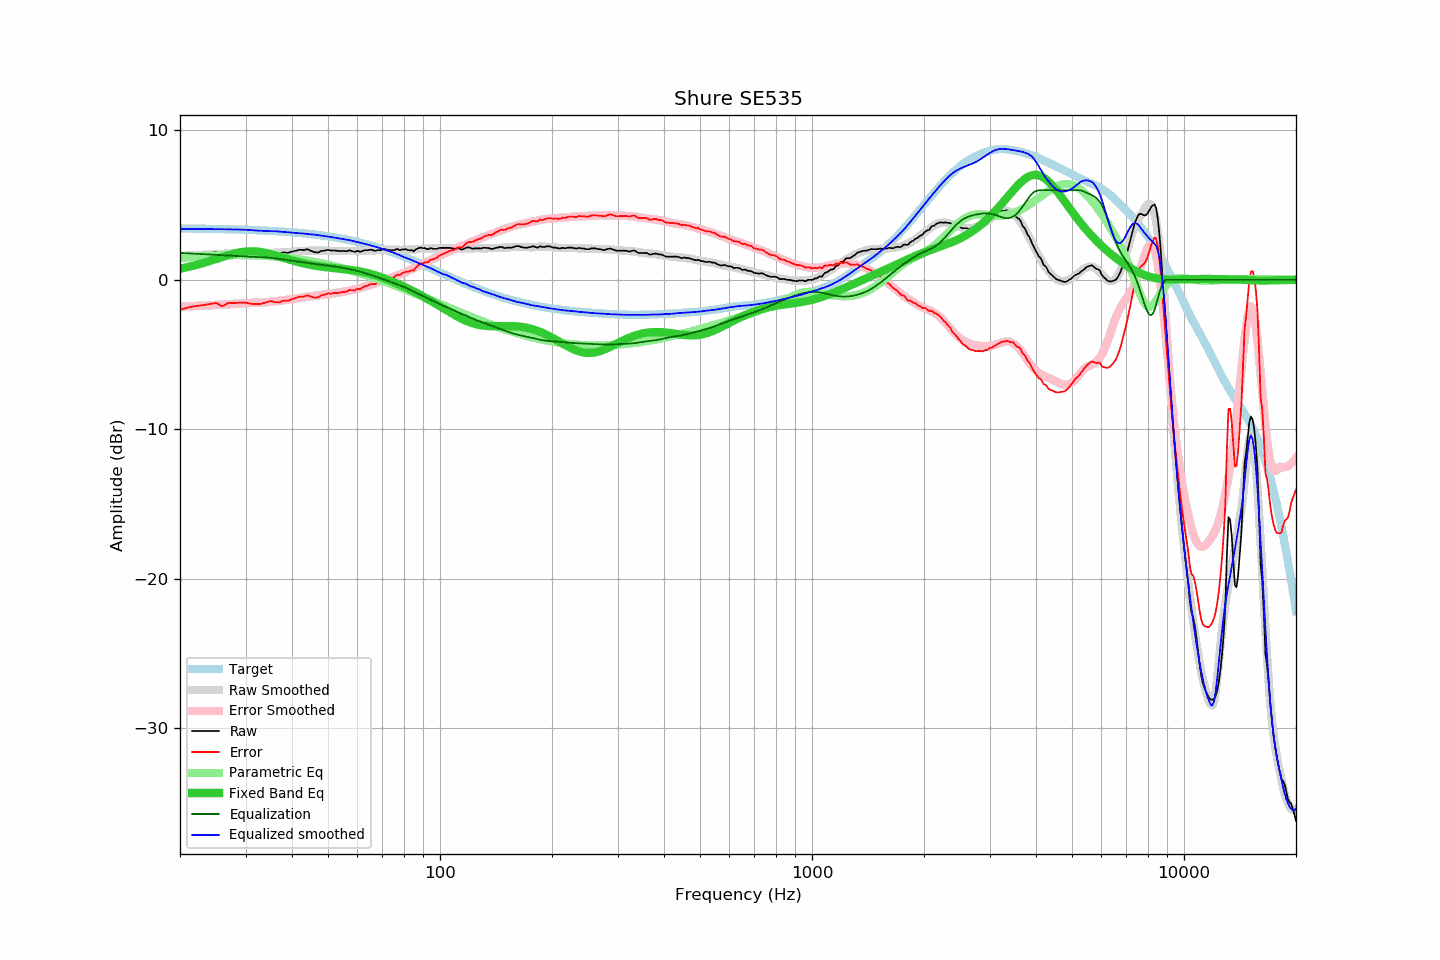 Shure SE535
10
0
−10
−20
−30
Amplitude (dBr)
Target
Raw Smoothed
Error Smoothed
Raw
Error
Parametric Eq
Fixed Band Eq
Equalization
Equalized smoothed
100
1000
10000
Frequency (Hz)